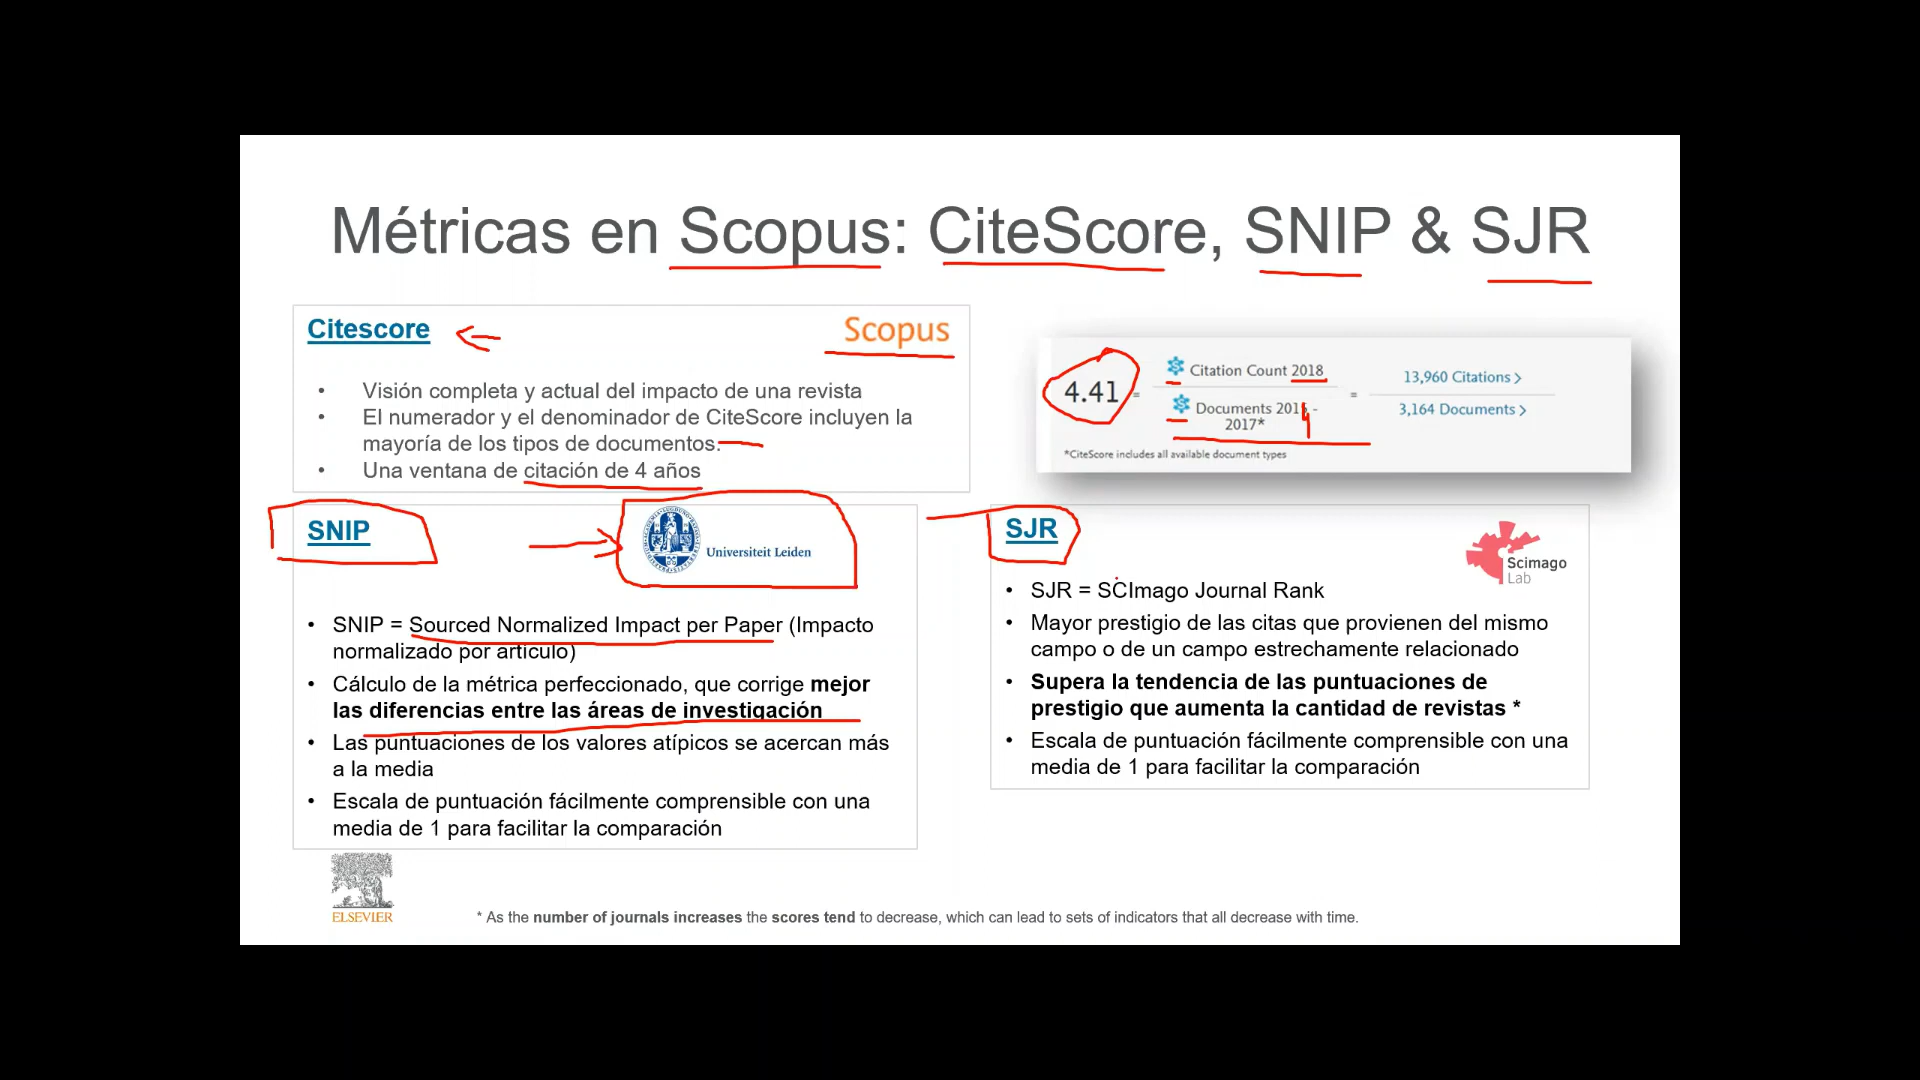 Métricas en Scopus: CiteScore, SNIP & SJR
Citescore
Scopus
• Visión completa y actual del impacto de una revista
• El numerador y el denominador de CiteScore incluyen la
mayoría de los tipos de documentos.
• Una ventana de citación de 4 años
4.41 = Citation Count 2018 = 13,960 Citations >
Documents 201 - 3,164 Documents >
2017*
4
*CiteScore includes all available document types
SNIP
Universiteit Leiden
• SNIP = Sourced Normalized Impact per Paper (Impacto
normalizado por artículo)
• Cálculo de la métrica perfeccionado, que corrige mejor
las diferencias entre las áreas de investigación
• Las puntuaciones de los valores atípicos se acercan más
a la media
• Escala de puntuación fácilmente comprensible con una
media de 1 para facilitar la comparación
SJR
Scimago
Lab
• SJR = SCImago Journal Rank
• Mayor prestigio de las citas que provienen del mismo
campo o de un campo estrechamente relacionado
• Supera la tendencia de las puntuaciones de
prestigio que aumenta la cantidad de revistas *
• Escala de puntuación fácilmente comprensible con una
media de 1 para facilitar la comparación
ELSEVIER
* As the number of journals increases the scores tend to decrease, which can lead to sets of indicators that all decrease with time.